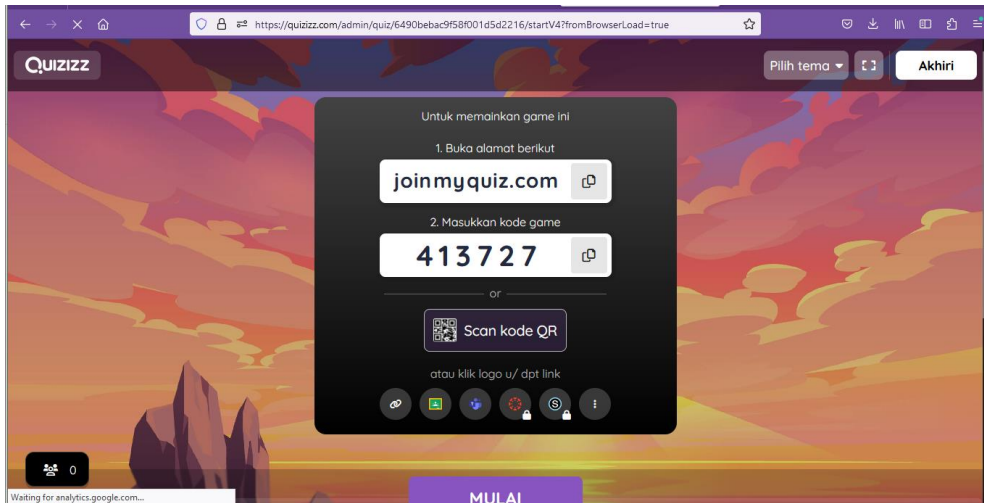 https://quizizz.com/admin/quiz/6490bebac9f58f001d5d2216/startV4?fromBrowserLoad=true
QUIZIZZ
Pilih tema
Akhiri
Untuk memainkan game ini
1. Buka alamat berikut
joinmyquiz.com
2. Masukkan kode game
413727
or
Scan kode QR
atau klik logo u/ dpt link
S
0
MULAI
Waiting for analytics.google.com...